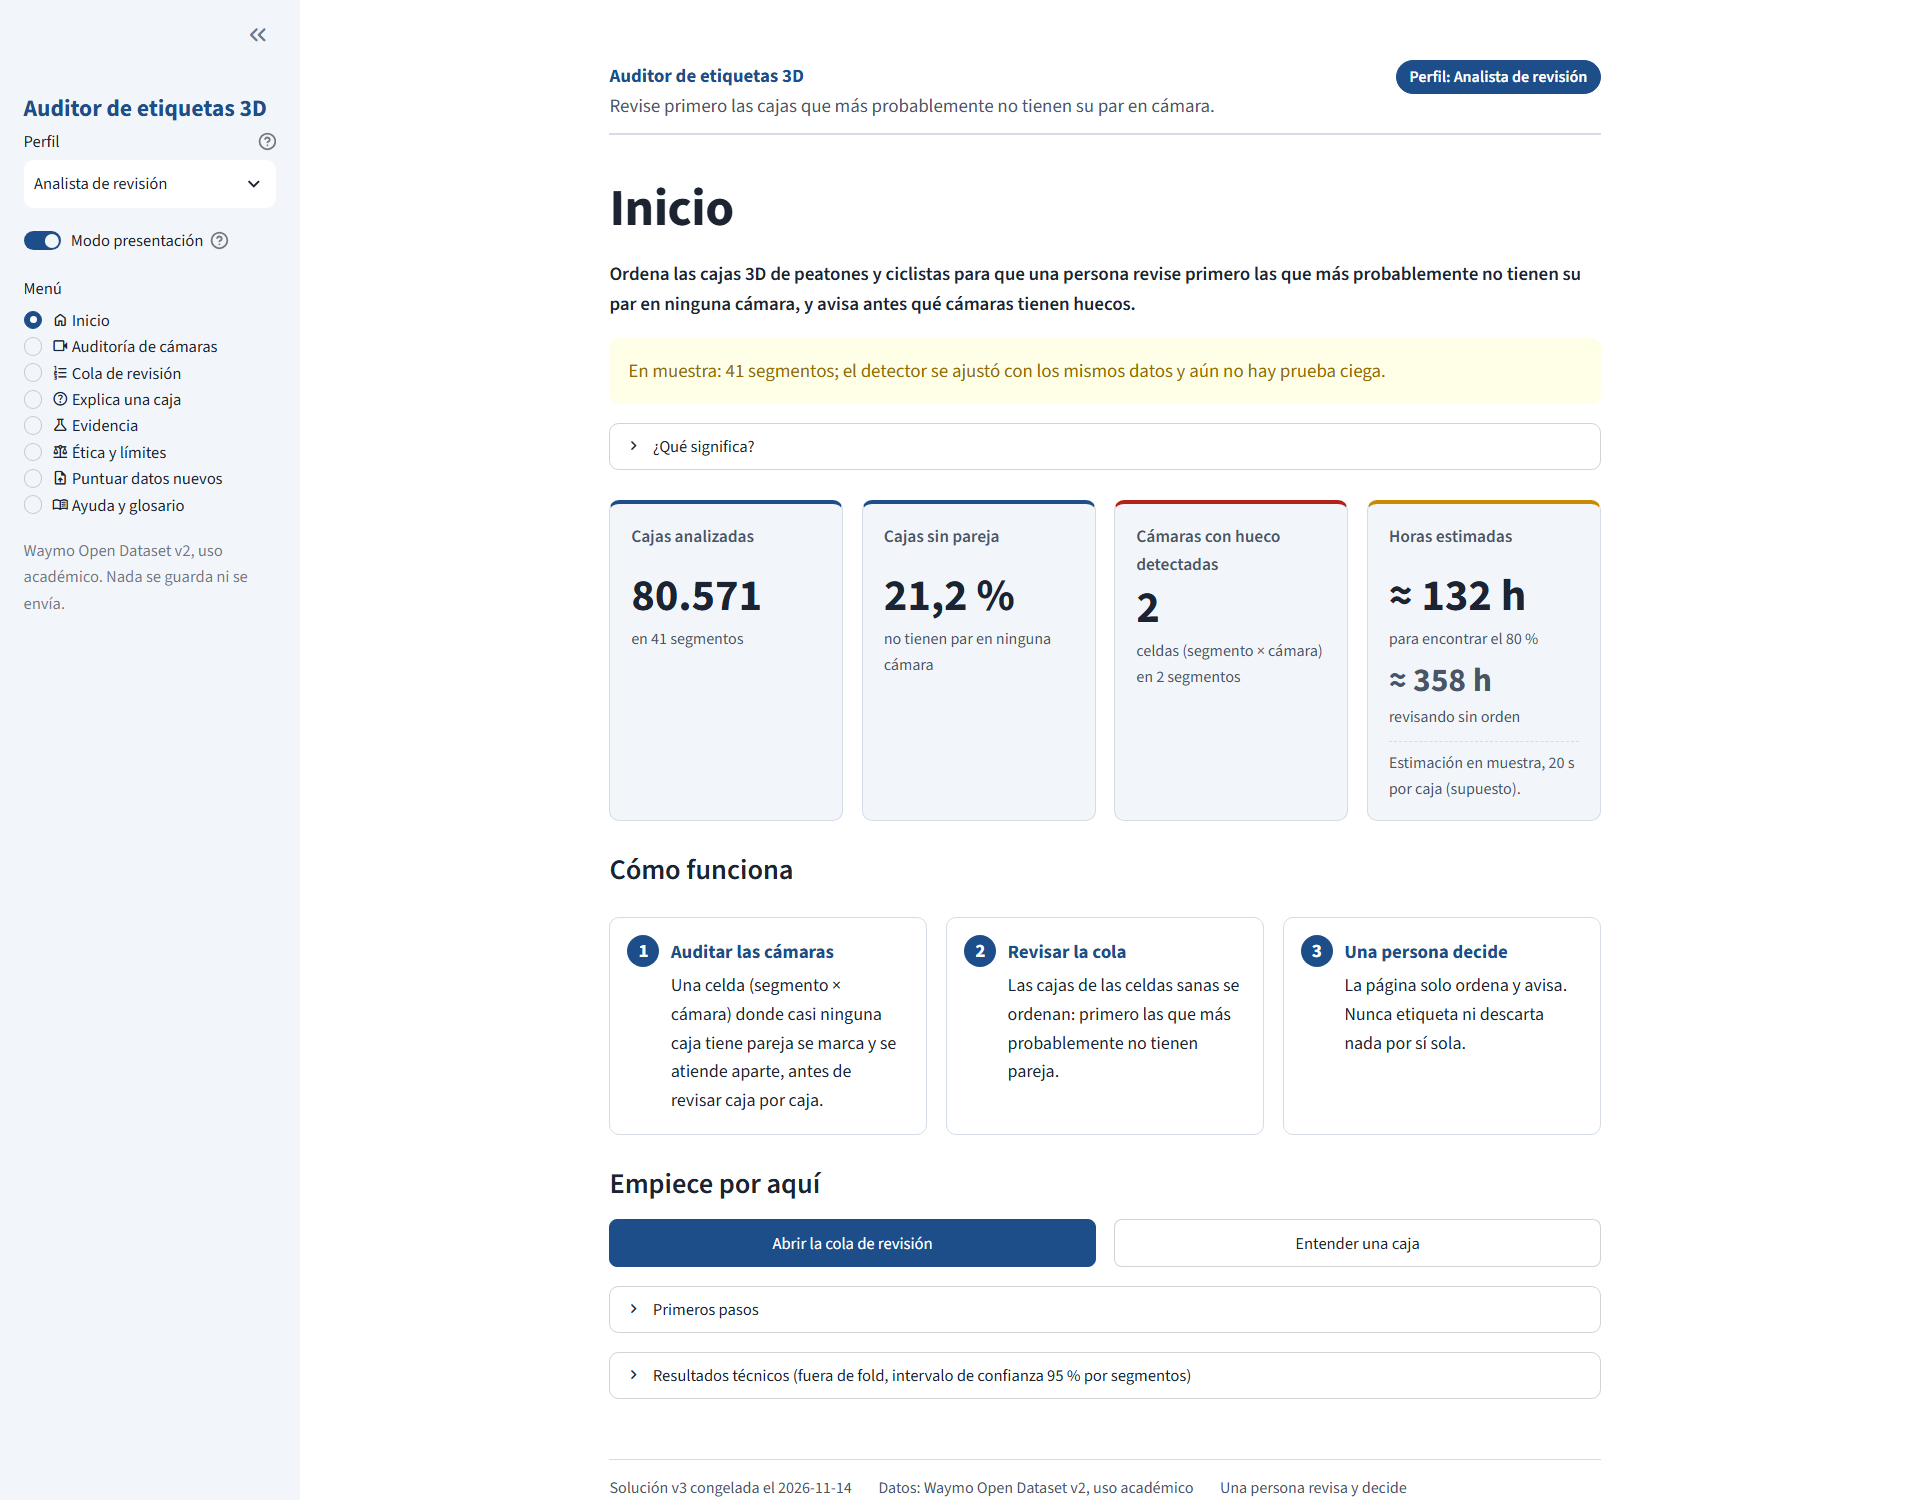 Auditor de etiquetas 3D
Perfil
Analista de revisión
Modo presentación
Menú
Inicio
Auditoría de cámaras
Cola de revisión
Explica una caja
Evidencia
Ética y límites
Puntuar datos nuevos
Ayuda y glosario
Waymo Open Dataset v2, uso
académico. Nada se guarda ni se
envía.
Auditor de etiquetas 3D
Perfil: Analista de revisión
Revise primero las cajas que más probablemente no tienen su par en cámara.
Inicio
Ordena las cajas 3D de peatones y ciclistas para que una persona revise primero las que más probablemente no tienen su
par en ninguna cámara, y avisa antes qué cámaras tienen huecos.
En muestra: 41 segmentos; el detector se ajustó con los mismos datos y aún no hay prueba ciega.
¿Qué significa?
Cajas analizadas
80.571
en 41 segmentos
Cajas sin pareja
21,2 %
no tienen par en ninguna
cámara
Cámaras con hueco
detectadas
2
celdas (segmento × cámara)
en 2 segmentos
Horas estimadas
≈ 132 h
para encontrar el 80 %
≈ 358 h
revisando sin orden
Estimación en muestra, 20 s
por caja (supuesto).
Cómo funciona
1 Auditar las cámaras
Una celda (segmento ×
cámara) donde casi ninguna
caja tiene pareja se marca y se
atiende aparte, antes de
revisar caja por caja.
2 Revisar la cola
Las cajas de las celdas sanas se
ordenan: primero las que más
probablemente no tienen
pareja.
3 Una persona decide
La página solo ordena y avisa.
Nunca etiqueta ni descarta
nada por sí sola.
Empiece por aquí
Abrir la cola de revisión
Entender una caja
Primeros pasos
Resultados técnicos (fuera de fold, intervalo de confianza 95 % por segmentos)
Solución v3 congelada el 2026-11-14
Datos: Waymo Open Dataset v2, uso académico
Una persona revisa y decide